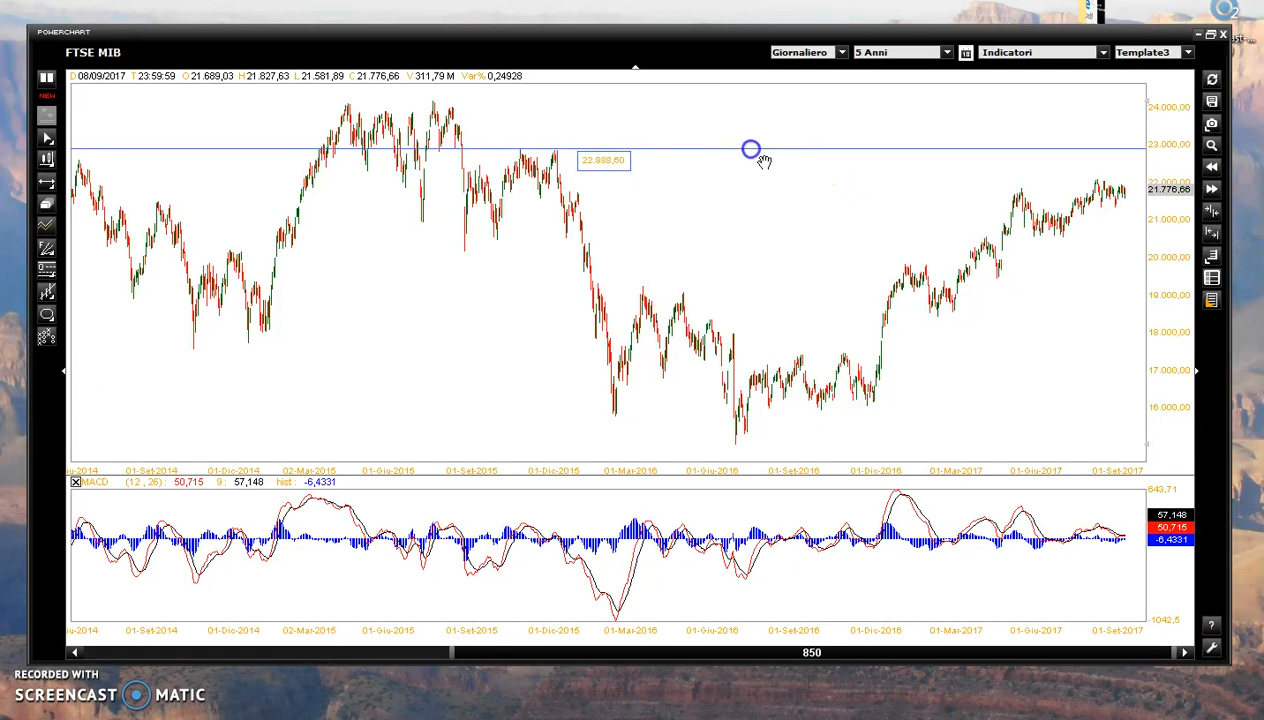 POWERCHART
FTSE MIB
Giornaliero
5 Anni
Indicatori
Template3
D 08/09/2017 T 23:59:59 O 21.689,03 H 21.827,63 L 21.581,89 C 21.776,66 V 311,79 M Var% 0,24928
NEW
24.000,00
23.000,00
22.888,60
21.776,66
21.000,00
20.000,00
19.000,00
18.000,00
17.000,00
16.000,00
01-Set-2014 01-Dic-2014 02-Mar-2015 01-Giu-2015 01-Set-2015 01-Dic-2015 01-Mar-2016 01-Giu-2016 01-Set-2016 01-Dic-2016 01-Mar-2017 01-Giu-2017 01-Set-2017
MACD (12 , 26) : 50,715 9 : 57,148 hist : -6,4331
643,71
57,148
50,715
-6,4331
-1042,5
iu-2014 01-Set-2014 01-Dic-2014 02-Mar-2015 01-Giu-2015 01-Set-2015 01-Dic-2015 01-Mar-2016 01-Giu-2016 01-Set-2016 01-Dic-2016 01-Mar-2017 01-Giu-2017 01-Set-2017
850
RECORDED WITH
SCREENCAST MATIC